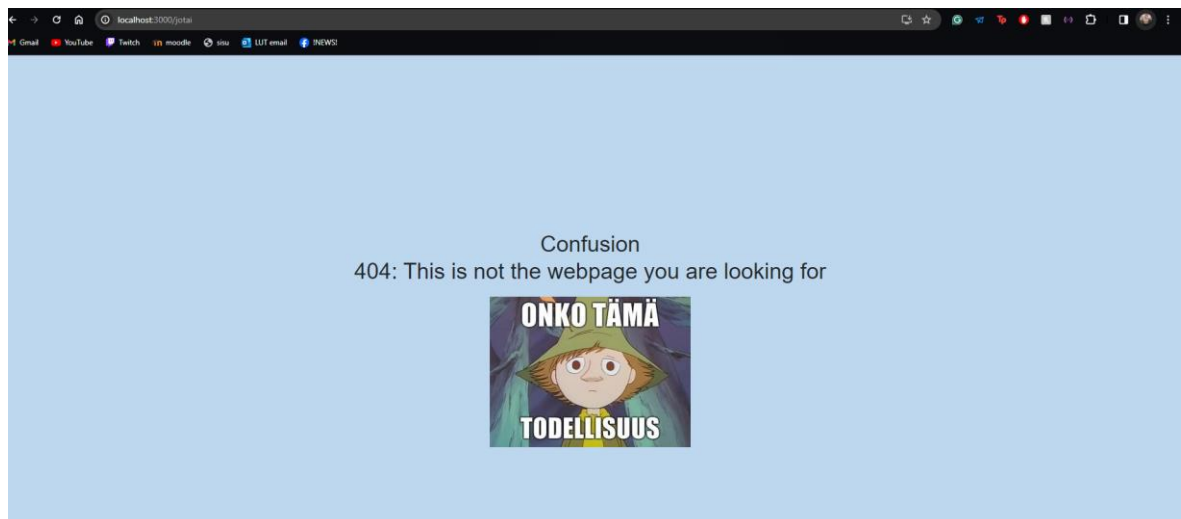 localhost:3000/jotai
Gmail YouTube Twitch moodle sisu LUT email !NEWS!
Confusion
404: This is not the webpage you are looking for
ONKO TÄMÄ
TODELLISUUS